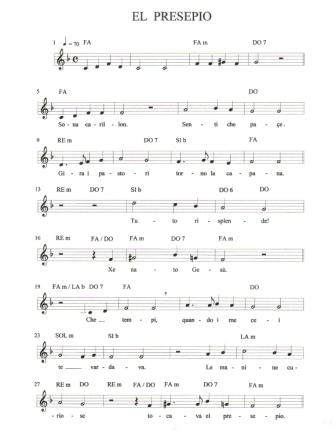 EL PRESEPIO
1 ♩ = 70 FA FA m DO 7
5 FA
So - na ca - ril - lon. Sen - ti che pa - çe.
9 RE m DO 7 SI b FA
Gi - ra i pa - sto - ri tor - no la ca - pa - na.
13 RE m DO 7 SI b DO 6 DO
Tu - to ri - splen - de!
16 RE m FA / DO FA m DO 7 FA
Xe na - to Ge - sù.
19 FA m / LA b DO 7 FA FA m DO
Che tem - pi, quan - do i me ce i
23 SOL m SI b LA m
te var - da - va. Le ma - ni - ne cu -
27 RE m DO RE m FA / DO FA m DO 7 FA
rio - se to - ca - va el pre - se - pio.